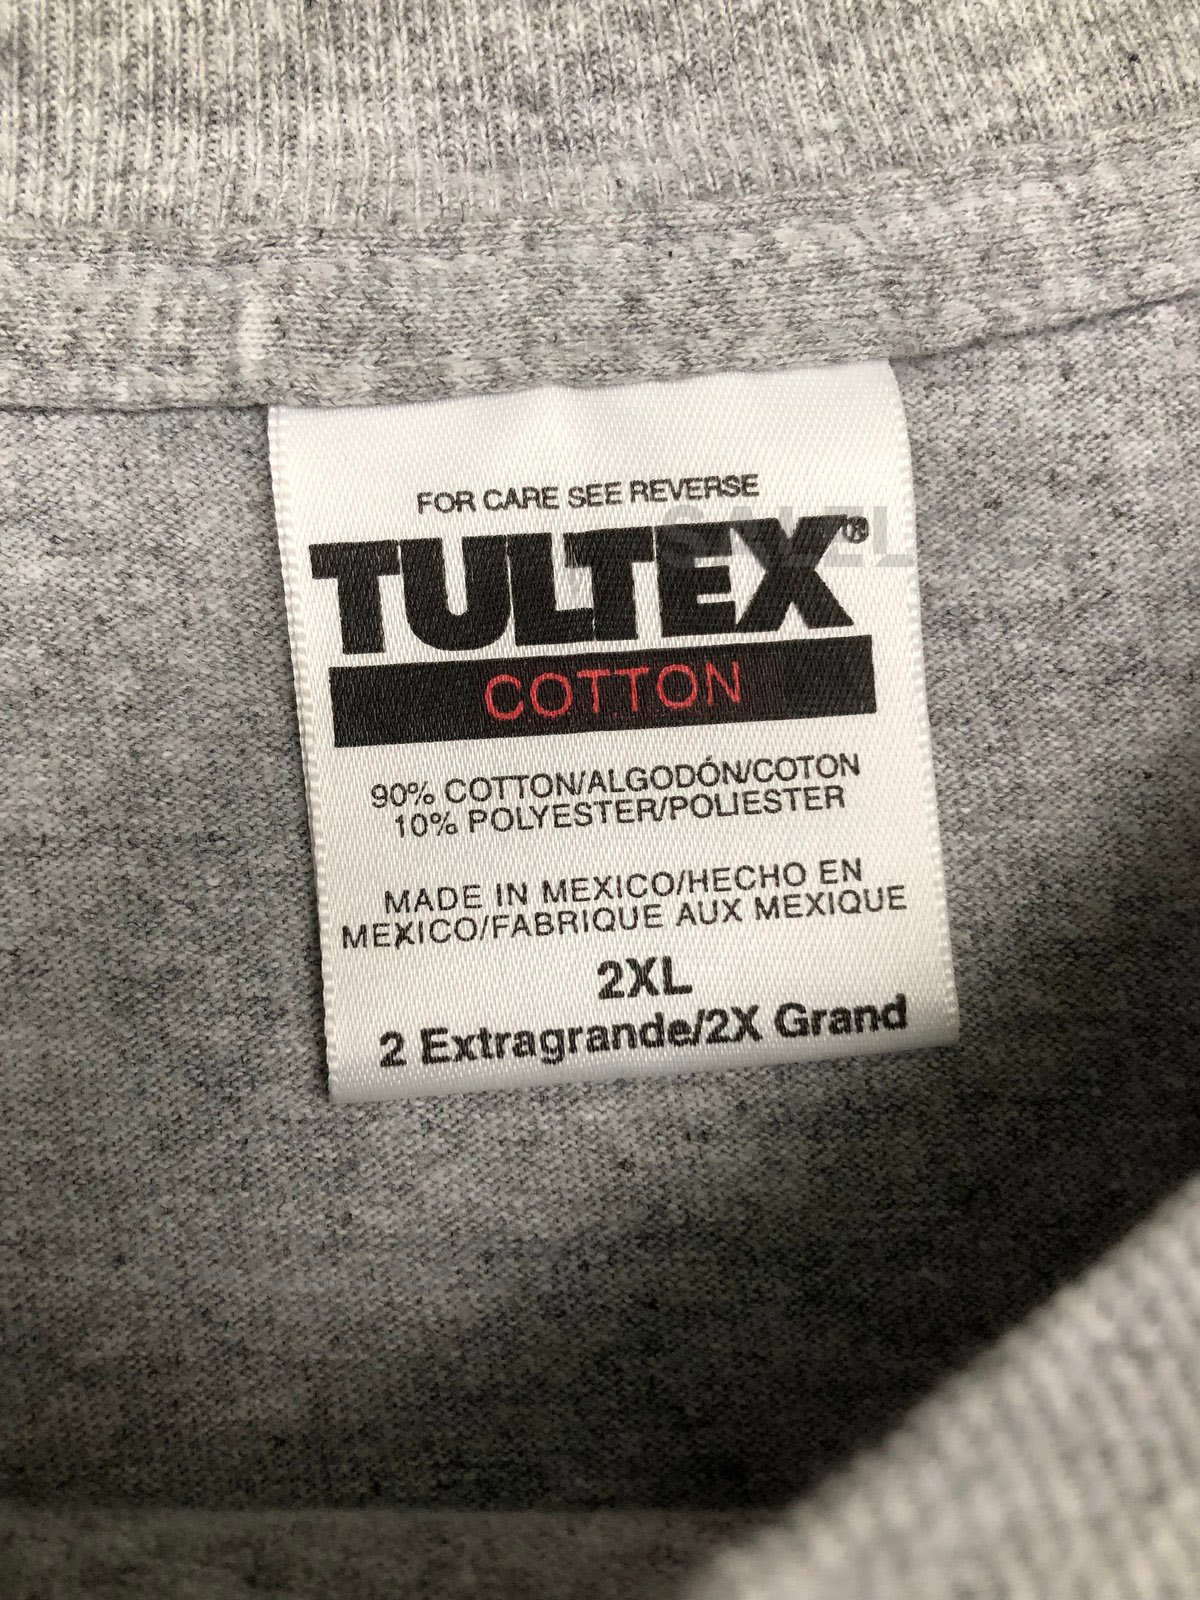 FOR CARE SEE REVERSE
TULTEX®
COTTON
90% COTTON/ALGODÓN/COTON
10% POLYESTER/POLIESTER
MADE IN MEXICO/HECHO EN
MEXICO/FABRIQUE AUX MEXIQUE
2XL
2 Extragrande/2X Grand